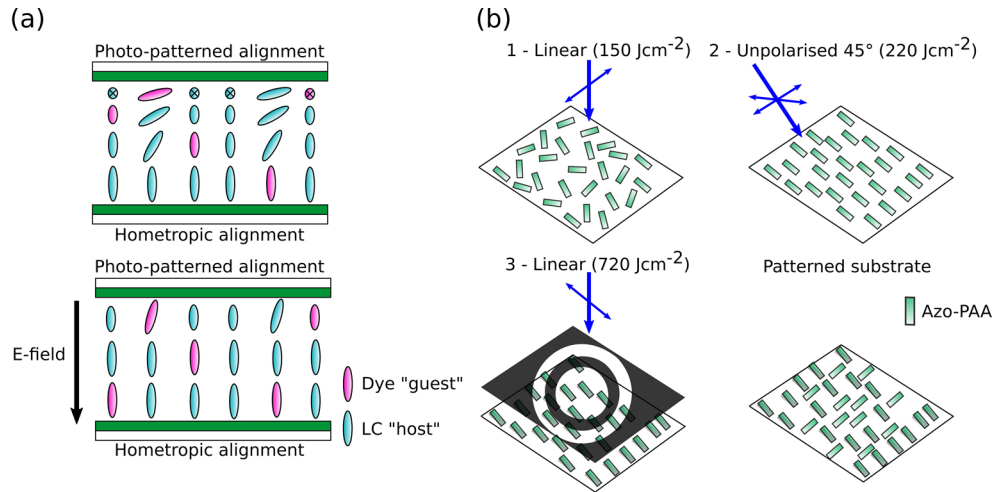 (a)
Photo-patterned alignment
Hometropic alignment
Photo-patterned alignment
E-field
Dye "guest"
LC "host"
Hometropic alignment
(b)
1 - Linear (150 Jcm-2)
2 - Unpolarised 45° (220 Jcm-2)
3 - Linear (720 Jcm-2)
Patterned substrate
Azo-PAA